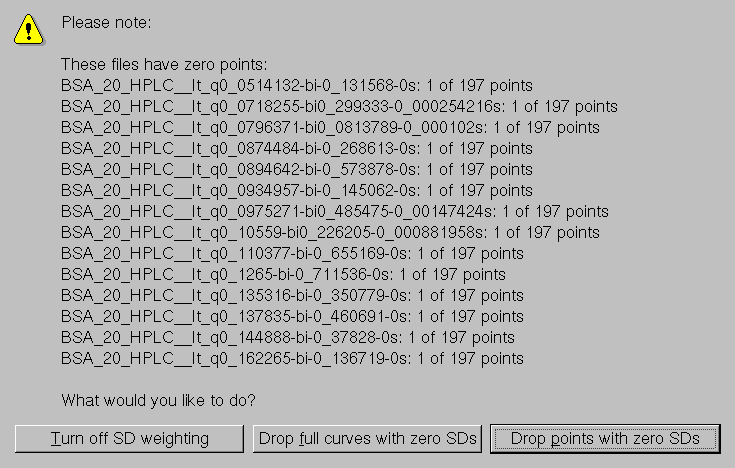 Please note:
These files have zero points:
BSA_20_HPLC__It_q0_0514132-bi-0_131568-0s: 1 of 197 points
BSA_20_HPLC__It_q0_0718255-bi0_299333-0_000254216s: 1 of 197 points
BSA_20_HPLC__It_q0_0796371-bi0_0813789-0_000102s: 1 of 197 points
BSA_20_HPLC__It_q0_0874484-bi-0_268613-0s: 1 of 197 points
BSA_20_HPLC__It_q0_0894642-bi-0_573878-0s: 1 of 197 points
BSA_20_HPLC__It_q0_0934957-bi-0_145062-0s: 1 of 197 points
BSA_20_HPLC__It_q0_0975271-bi0_485475-0_00147424s: 1 of 197 points
BSA_20_HPLC__It_q0_10559-bi0_226205-0_000881958s: 1 of 197 points
BSA_20_HPLC__It_q0_110377-bi-0_655169-0s: 1 of 197 points
BSA_20_HPLC__It_q0_1265-bi-0_711536-0s: 1 of 197 points
BSA_20_HPLC__It_q0_135316-bi-0_350779-0s: 1 of 197 points
BSA_20_HPLC__It_q0_137835-bi-0_460691-0s: 1 of 197 points
BSA_20_HPLC__It_q0_144888-bi-0_37828-0s: 1 of 197 points
BSA_20_HPLC__It_q0_162265-bi-0_136719-0s: 1 of 197 points
What would you like to do?
Turn off SD weighting
Drop full curves with zero SDs
Drop points with zero SDs